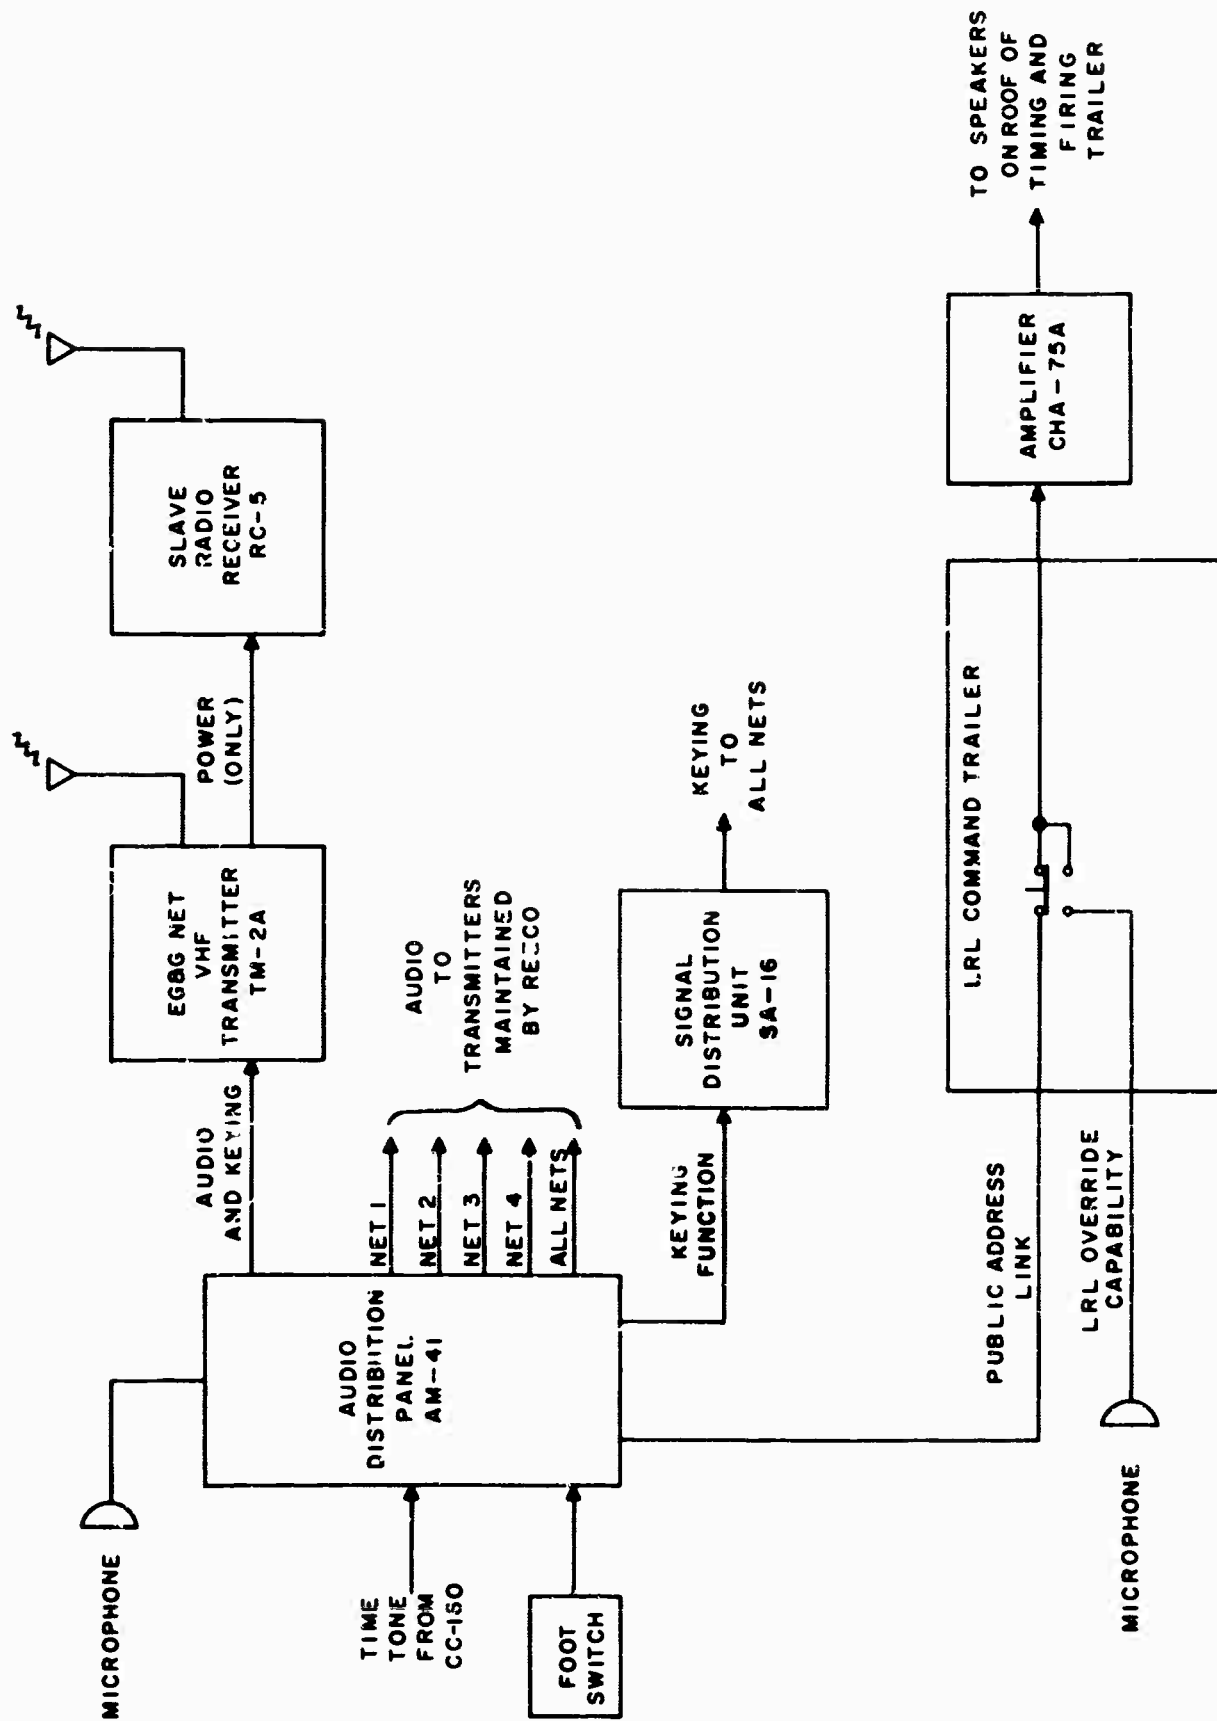 MICROPHONE
TIME
TONE
FROM
CC-150
FOOT
SWITCH
AUDIO
DISTRIBUTION
PANEL
AM-41
AUDIO
AND KEYING
EG&G NET
VHF
TRANSMITTER
TM-2A
POWER
(ONLY)
SLAVE
RADIO
RECEIVER
RC-5
NET 1
NET 2
NET 3
NET 4
ALL NETS
AUDIO
TO
TRANSMITTERS
MAINTAINED
BY REECO
KEYING
FUNCTION
SIGNAL
DISTRIBUTION
UNIT
SA-16
KEYING
TO
ALL NETS
PUBLIC ADDRESS
LINK
LRL OVERRIDE
CAPABILITY
MICROPHONE
LRL COMMAND TRAILER
AMPLIFIER
CHA-75A
TO SPEAKERS
ON ROOF OF
TIMING AND
FIRING
TRAILER